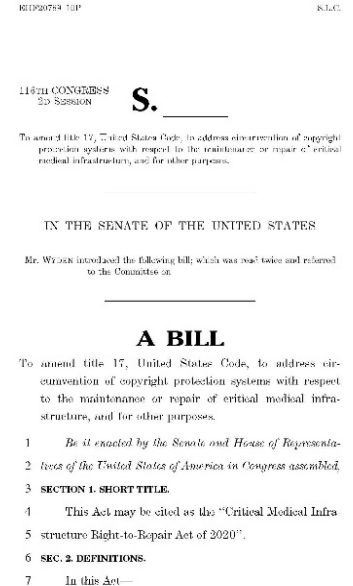 S.L.C.
116TH CONGRESS
2D SESSION
S. ________
To amend title 17, United States Code, to address circumvention of copyright
protection systems with respect to the maintenance or repair of critical
medical infrastructure, and for other purposes.
IN THE SENATE OF THE UNITED STATES
Mr. WYDEN introduced the following bill; which was read twice and referred
to the Committee on
A BILL
To amend title 17, United States Code, to address cir-
cumvention of copyright protection systems with respect
to the maintenance or repair of critical medical infra-
structure, and for other purposes.
1 Be it enacted by the Senate and House of Representa-
2 tives of the United States of America in Congress assembled,
3 SECTION 1. SHORT TITLE.
4 This Act may be cited as the “Critical Medical Infra-
5 structure Right-to-Repair Act of 2020”.
6 SEC. 2. DEFINITIONS.
7 In this Act—